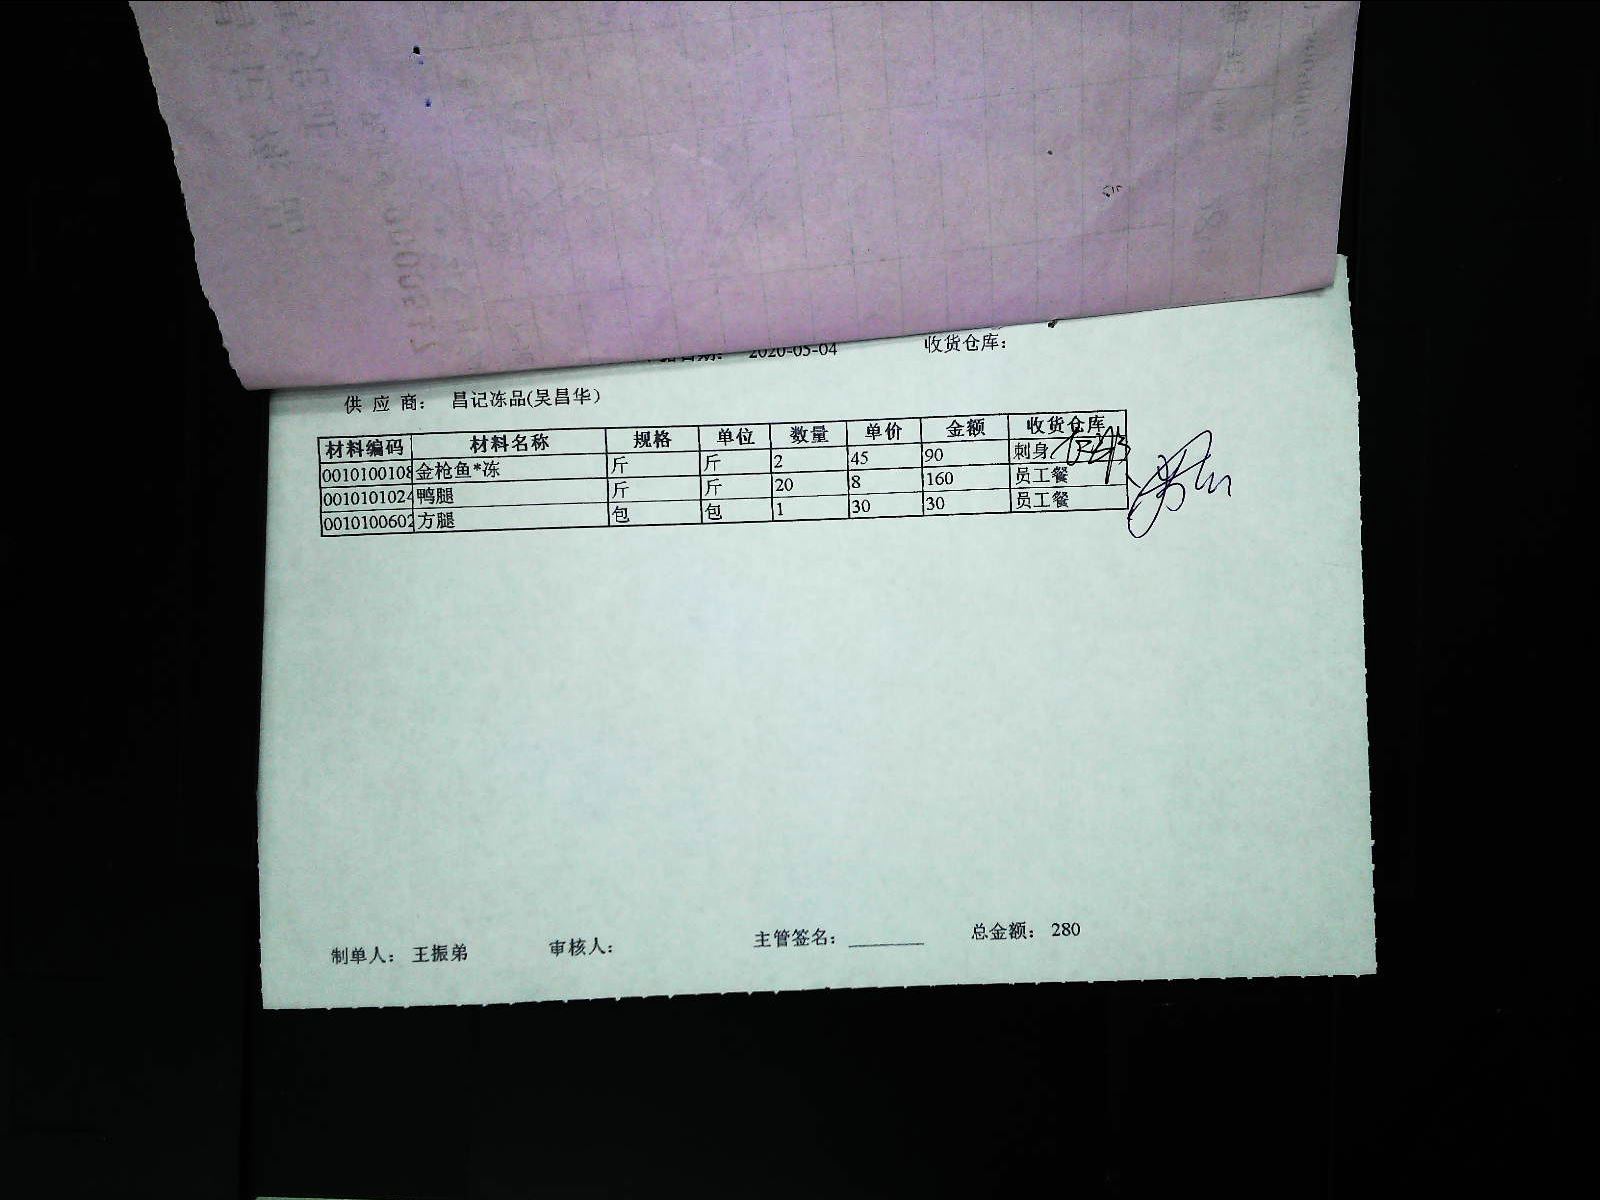 2020-05-04 收货仓库：
供 应 商： 昌记冻品(吴昌华)
材料编码 材料名称 规格 单位 数量 单价 金额 收货仓库
0010100108 金枪鱼*冻 斤 斤 2 45 90 刺身
0010101024 鸭腿 斤 斤 20 8 160 员工餐
0010100602 方腿 包 包 1 30 30 员工餐
制单人： 王振弟 审核人： 主管签名： 总金额： 280